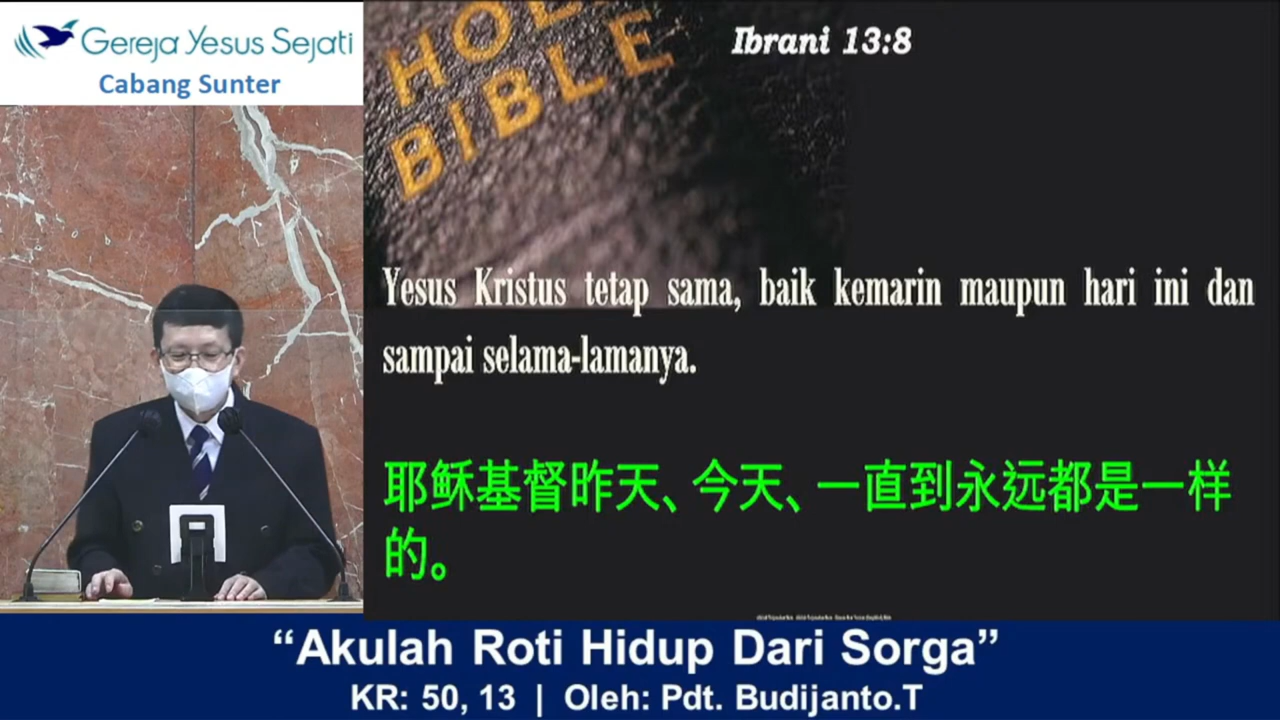 Gereja Yesus Sejati
Cabang Sunter
HOL
BIBLE
Ibrani 13:8
Yesus Kristus tetap sama, baik kemarin maupun hari ini dan
sampai selama-lamanya.
耶稣基督昨天、今天、一直到永远都是一样
的。
“Akulah Roti Hidup Dari Sorga”
KR: 50, 13 | Oleh: Pdt. Budijanto.T